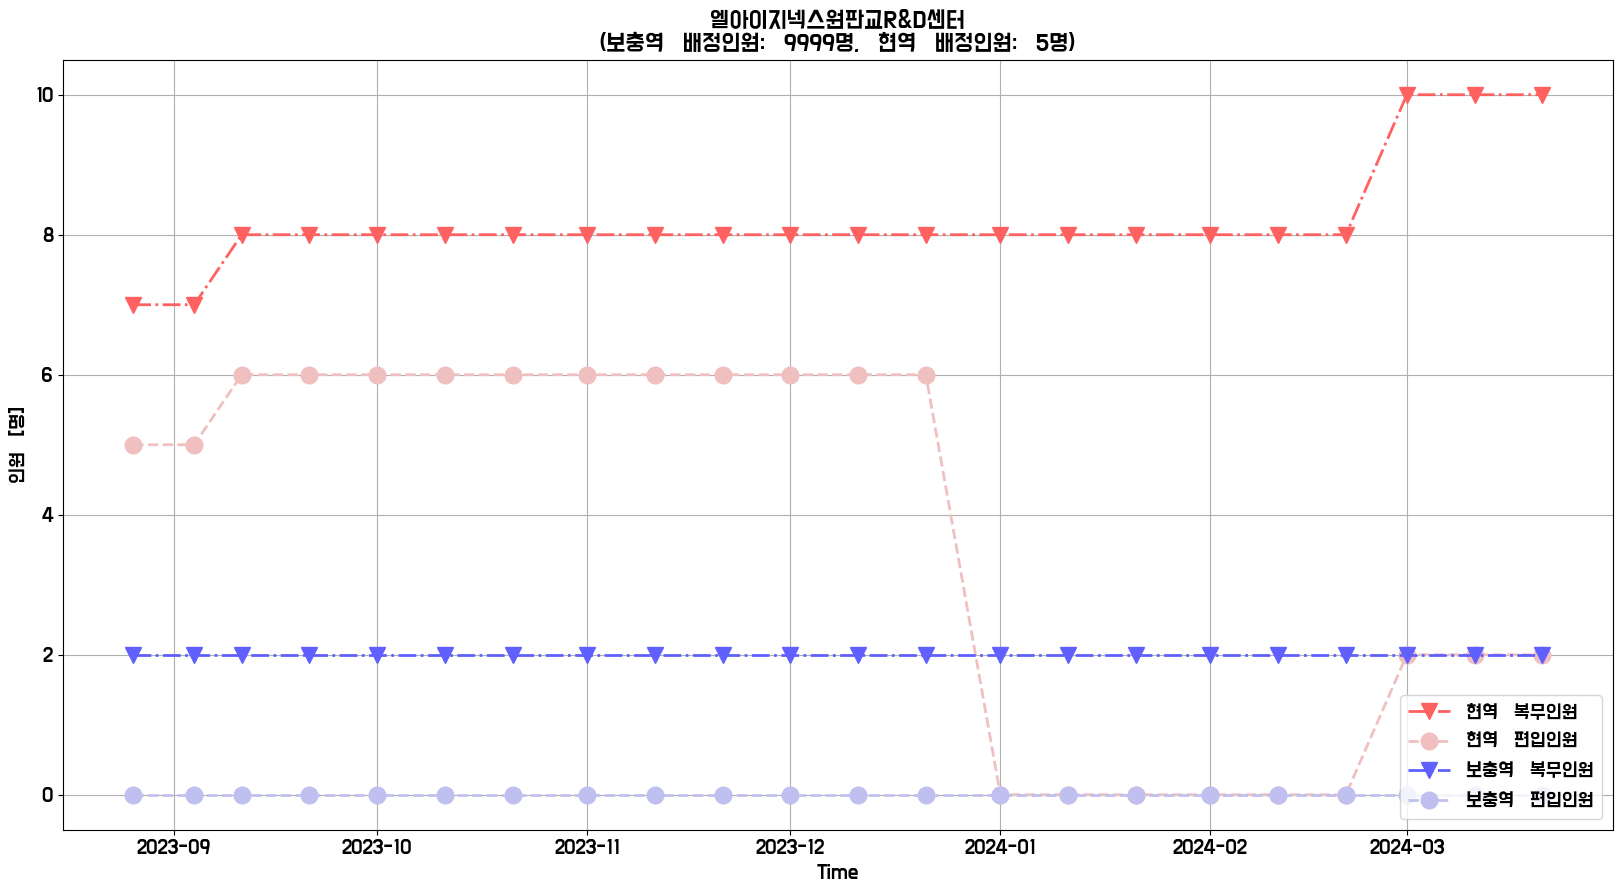 엘아이지넥스원판교R&D센터
(보충역 배정인원: 9999명, 현역 배정인원: 5명)
10
8
6
4
2
0
인원 [명]
2023-09
2023-10
2023-11
2023-12
2024-01
2024-02
2024-03
Time
현역 복무인원
현역 편입인원
보충역 복무인원
보충역 편입인원